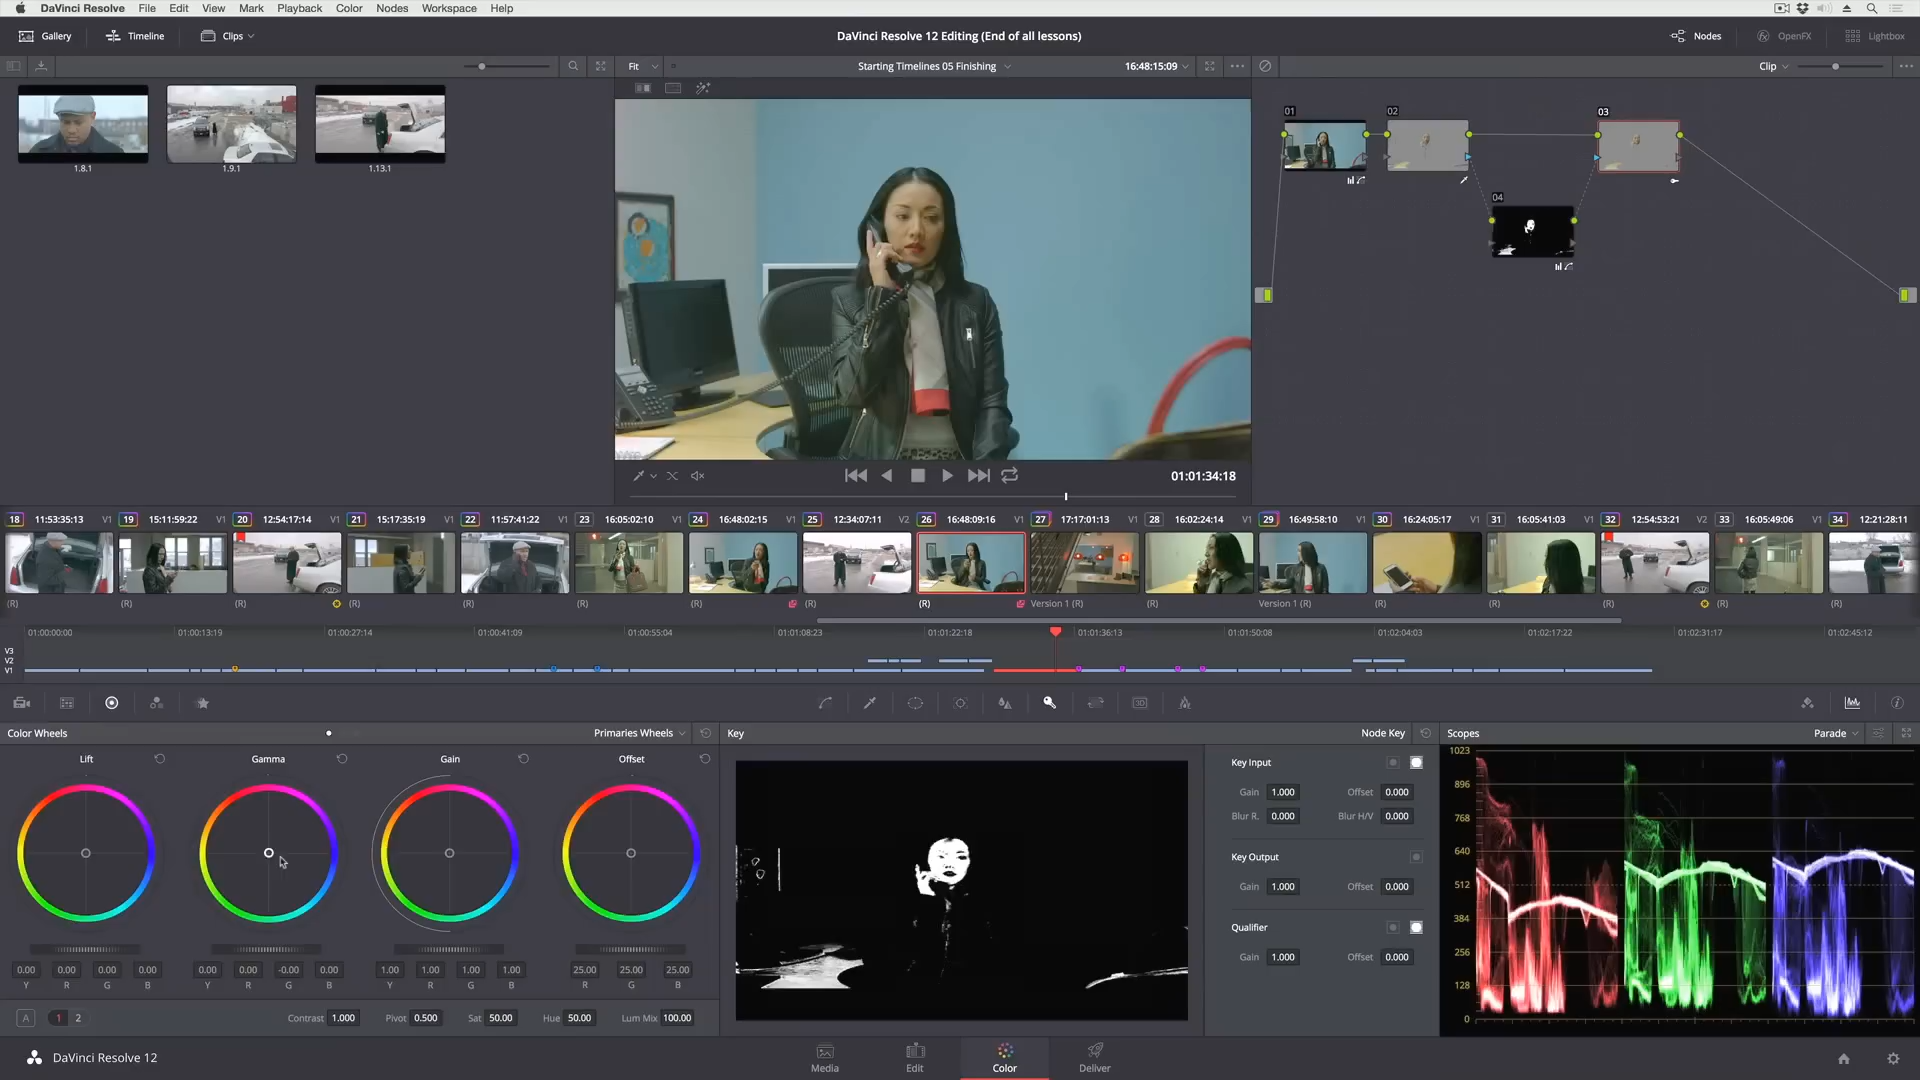 DaVinci Resolve File Edit View Mark Playback Color Nodes Workspace Help
Gallery Timeline Clips DaVinci Resolve 12 Editing (End of all lessons) Nodes OpenFX Lightbox
Fit Starting Timelines 05 Finishing 16:48:15:09 Clip
1.8.1 1.9.1 1.13.1
01 02 03
04
01:01:34:18
18 11:53:35:13 V1 19 15:11:59:22 V1 20 12:54:17:14 V1 21 15:17:35:19 V1 22 11:57:41:22 V1 23 16:05:02:10 V1 24 16:48:02:15 V1 25 12:34:07:11 V2 26 16:48:09:16 V1 27 17:17:01:13 V1 28 16:02:24:14 V1 29 16:49:58:10 V1 30 16:24:05:17 V1 31 16:05:41:03 V1 32 12:54:53:21 V2 33 16:05:49:06 V1 34 12:21:28:11
(R) (R) (R) (R) (R) (R) (R) (R) (R) Version 1 (R) (R) Version 1 (R) (R) (R) (R) (R) (R)
01:00:00:00 01:00:13:19 01:00:27:14 01:00:41:09 01:00:55:04 01:01:08:23 01:01:22:18 01:01:36:13 01:01:50:08 01:02:04:03 01:02:17:22 01:02:31:17 01:02:45:12
V3
V2
V1
3D
Color Wheels Primaries Wheels Key Node Key Scopes Parade
Lift Gamma Gain Offset
Key Input
Gain 1.000 Offset 0.000
Blur R. 0.000 Blur H/V 0.000
Key Output
Gain 1.000 Offset 0.000
Qualifier
Gain 1.000 Offset 0.000
1023
896
768
640
512
384
256
128
0
0.00 0.00 0.00 0.00 0.00 0.00 -0.00 0.00 1.00 1.00 1.00 1.00 25.00 25.00 25.00
Y R G B Y R G B Y R G B R G B
A 1 2 Contrast 1.000 Pivot 0.500 Sat 50.00 Hue 50.00 Lum Mix 100.00
DaVinci Resolve 12 Media Edit Color Deliver